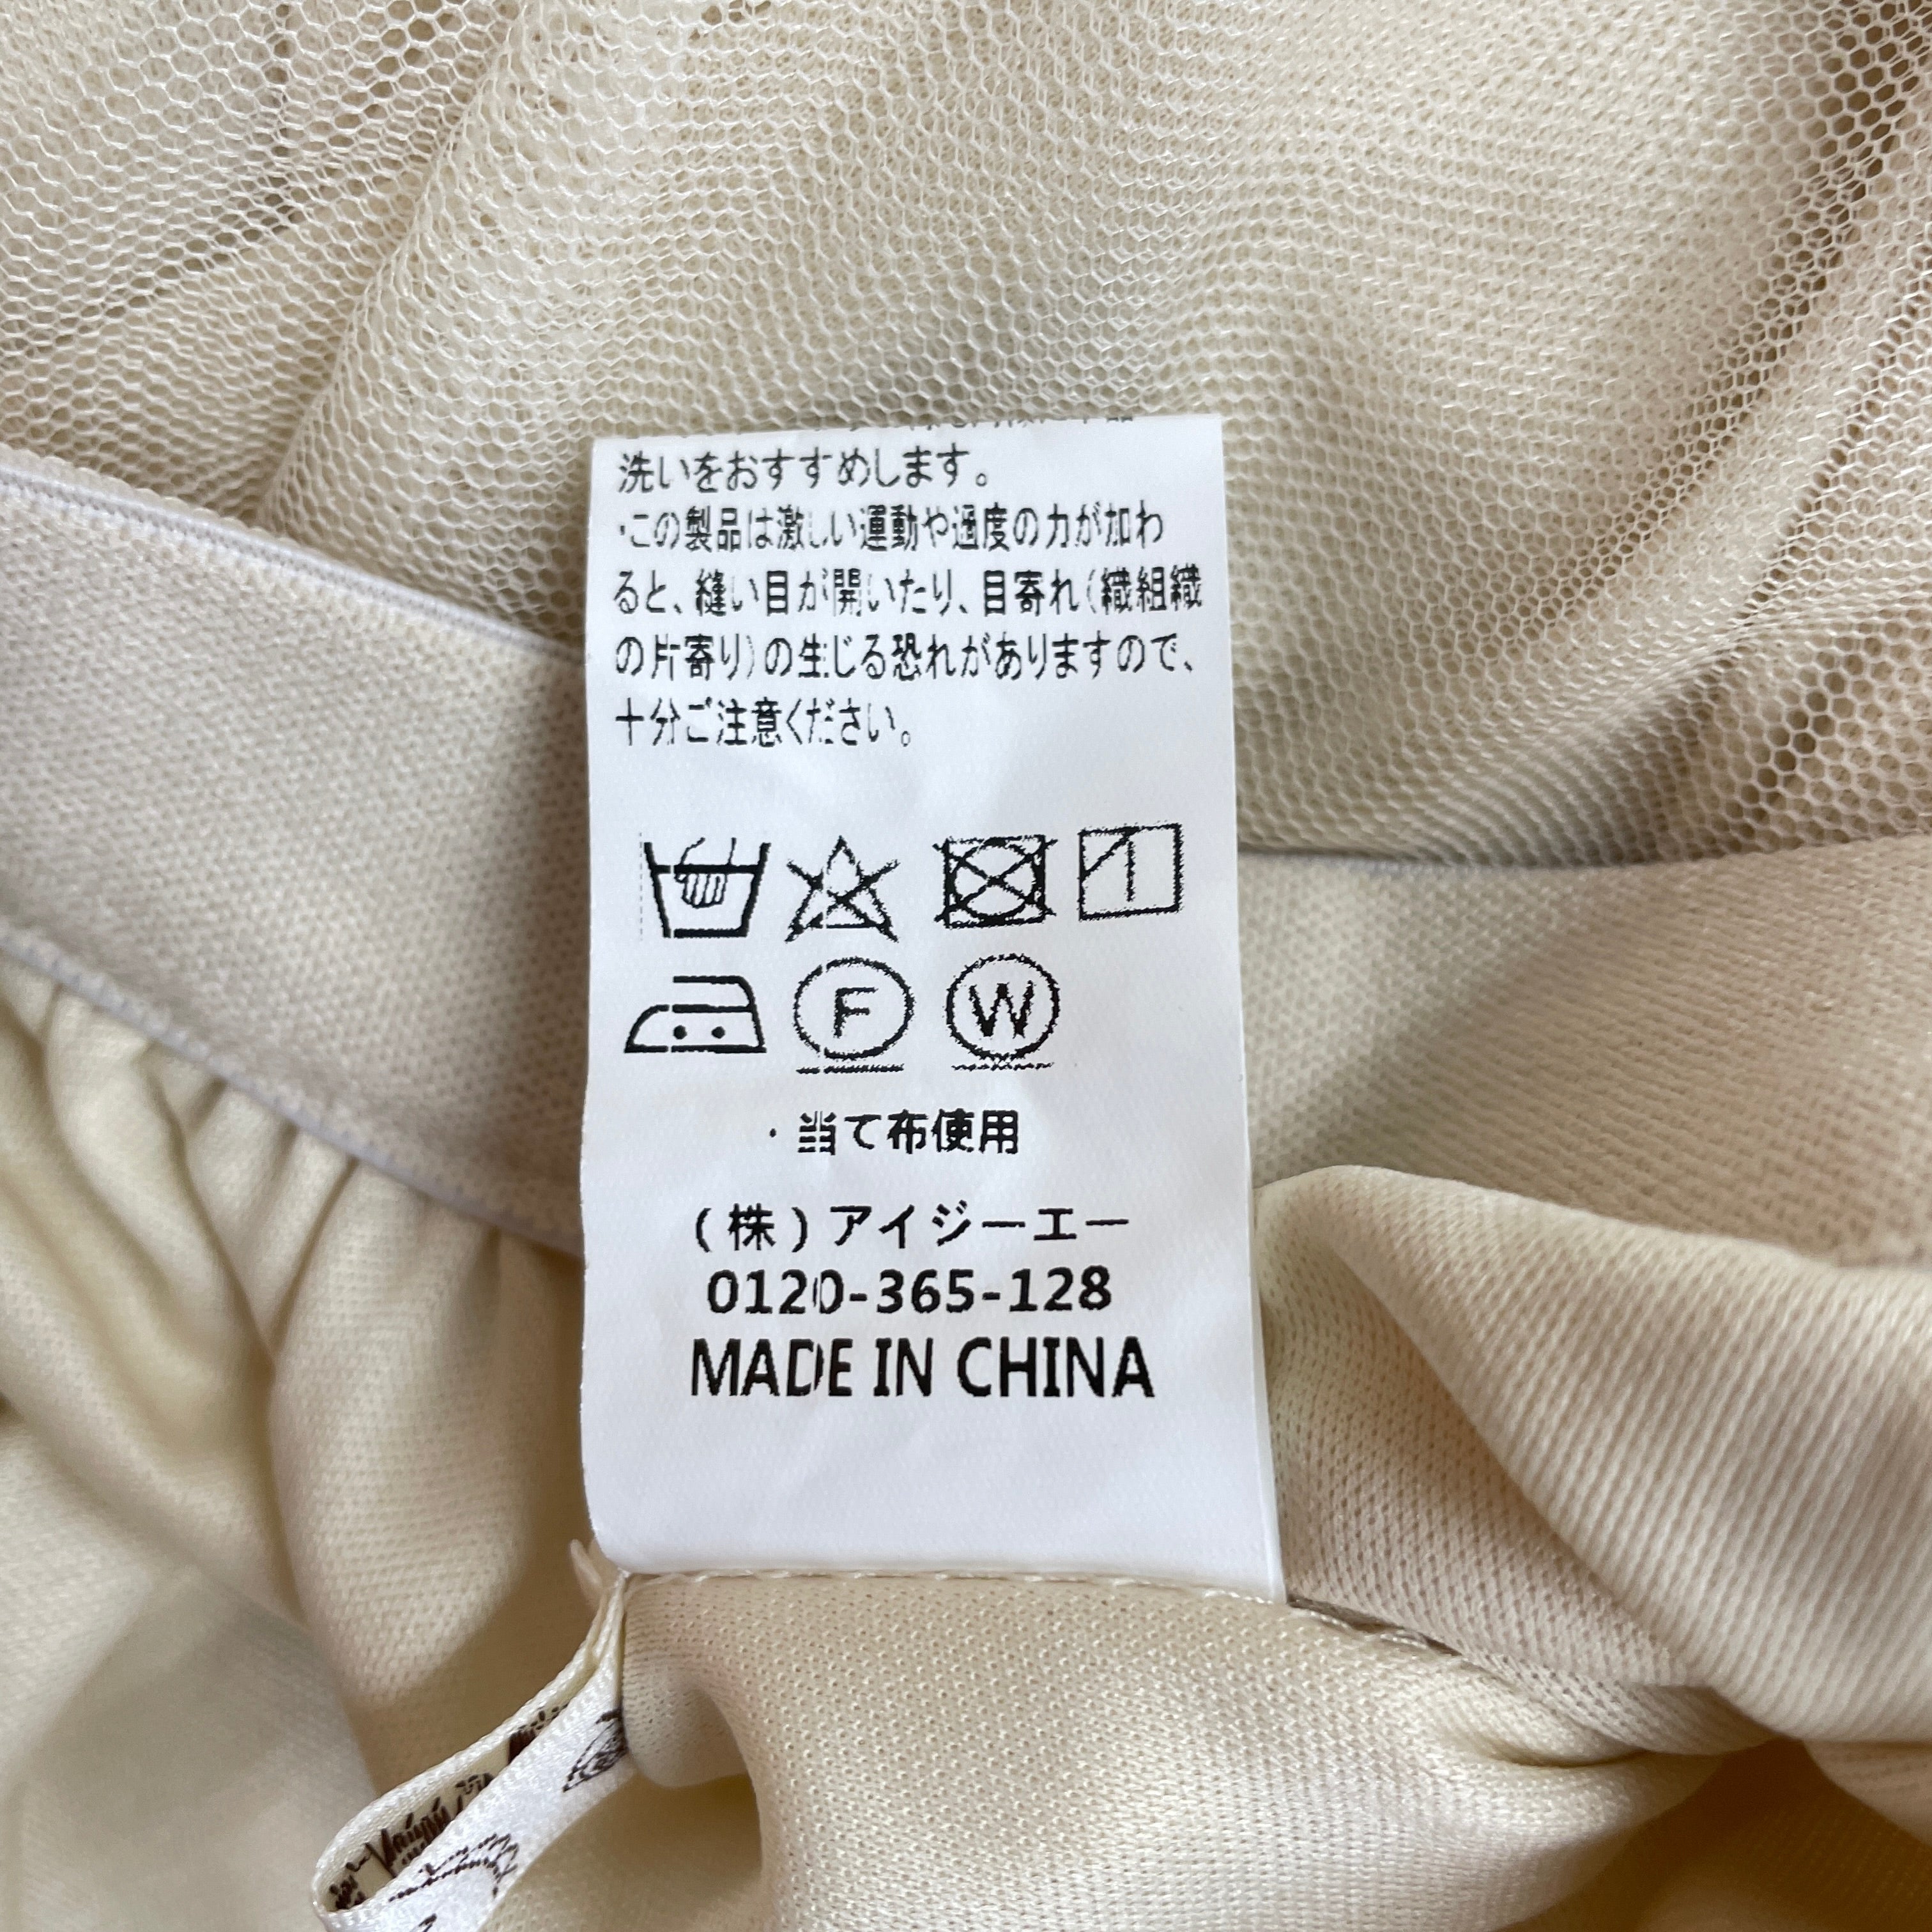 洗いをおすすめします。
・この製品は激しい運動や過度の力が加わ
ると、縫い目が開いたり、目寄れ(織組織
の片寄り)の生じる恐れがありますので、
十分ご注意ください。
F
W
・当て布使用
(株)アイジーエー
0120-365-128
MADE IN CHINA